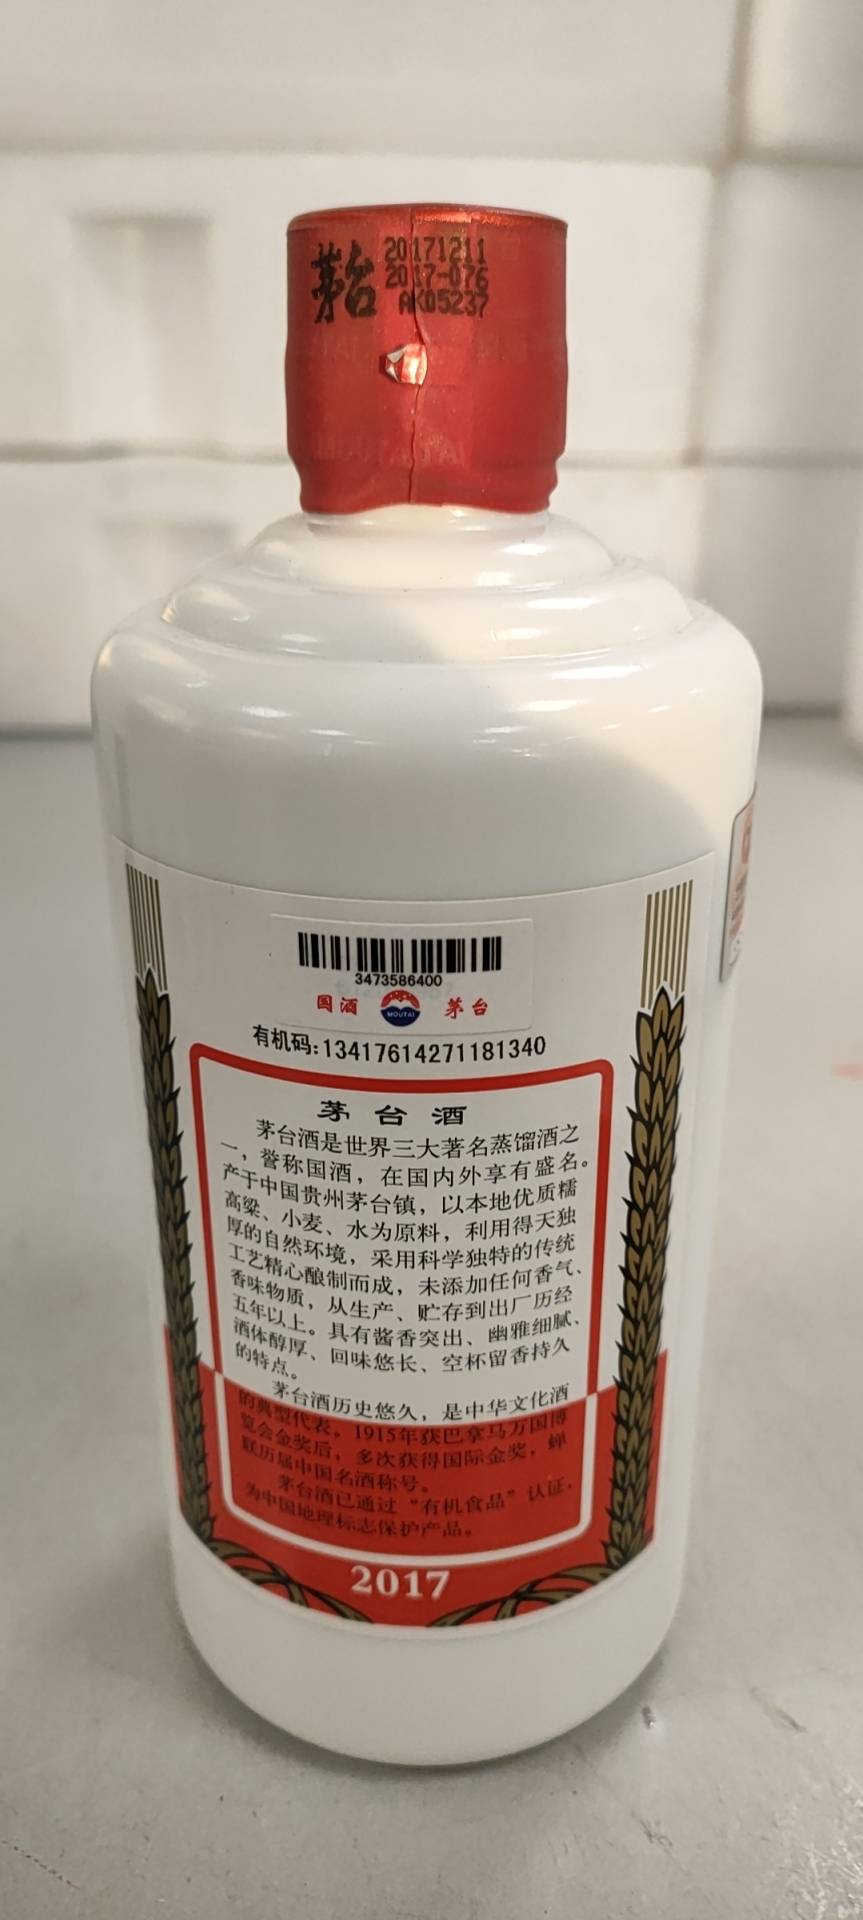 茅台
20171211
2017-076
AK05237
3473586400
国酒
MOUTAI
茅台
有机码:13417614271181340
茅台酒
茅台酒是世界三大著名蒸馏酒之
一，誉称国酒，在国内外享有盛名。
产于中国贵州茅台镇，以本地优质糯
高粱、小麦、水为原料，利用得天独
厚的自然环境，采用科学独特的传统
工艺精心酿制而成，未添加任何香气、
香味物质，从生产、贮存到出厂历经
五年以上。具有酱香突出、幽雅细腻、
酒体醇厚、回味悠长、空杯留香持久
的特点。
茅台酒历史悠久，是中华文化酒
的典型代表。1915年获巴拿马万国博
览会金奖后，多次获得国际金奖，蝉
联历届中国名酒称号。
茅台酒已通过“有机食品”认证，
为中国地理标志保护产品。
2017